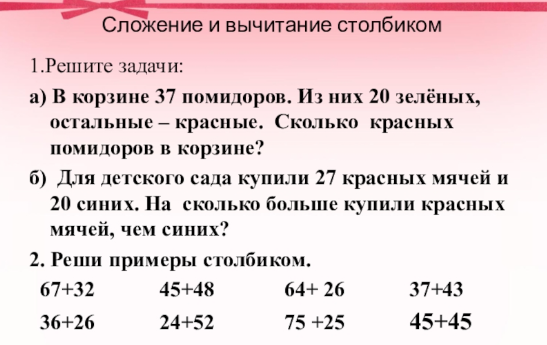 Сложение и вычитание столбиком
1.Решите задачи:
а) В корзине 37 помидоров. Из них 20 зелёных,
остальные – красные. Сколько красных
помидоров в корзине?
б) Для детского сада купили 27 красных мячей и
20 синих. На сколько больше купили красных
мячей, чем синих?
2. Реши примеры столбиком.
67+32 45+48 64+ 26 37+43
36+26 24+52 75 +25 45+45